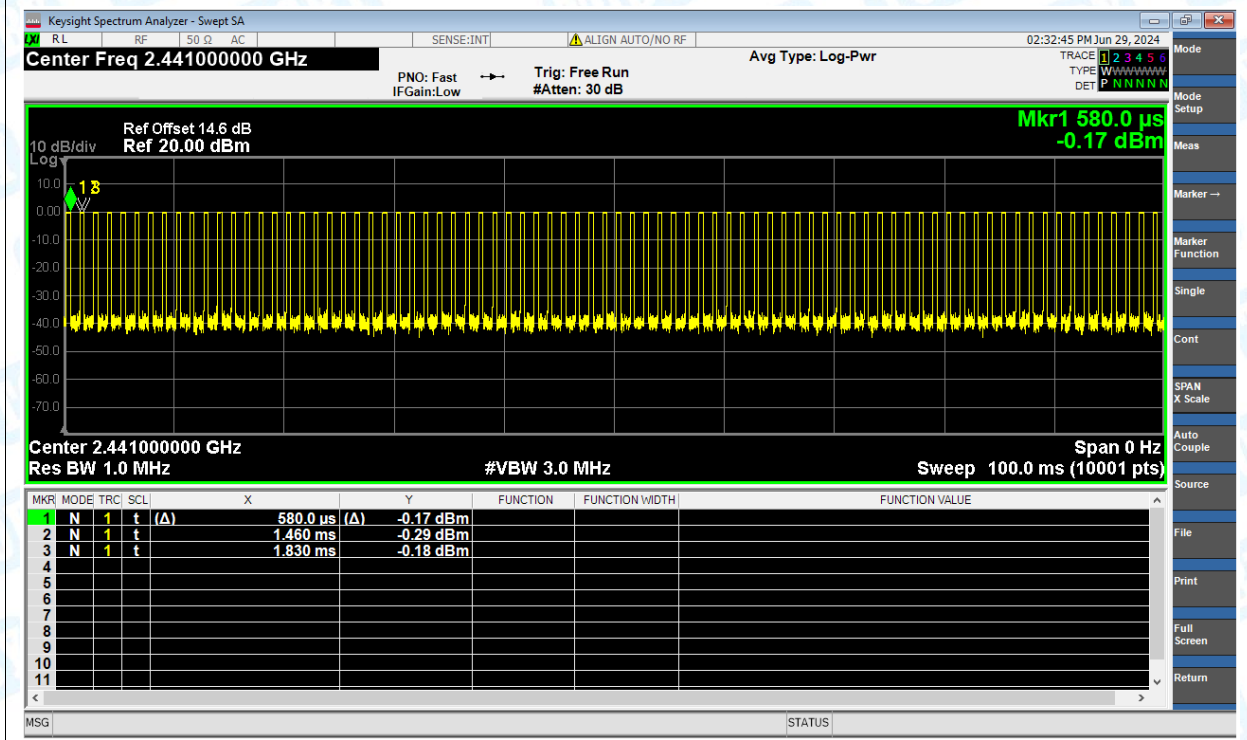 Keysight Spectrum Analyzer - Swept SA
LXI RL RF 50 Ω AC SENSE:INT ALIGN AUTO/NO RF 02:32:45 PM Jun 29, 2024
Center Freq 2.441000000 GHz
PNO: Fast
IFGain:Low
Trig: Free Run
#Atten: 30 dB
Avg Type: Log-Pwr
TRACE 1 2 3 4 5 6
TYPE WWWWWW
DET P N N N N N
Mkr1 580.0 µs
-0.17 dBm
Ref Offset 14.6 dB
10 dB/div Ref 20.00 dBm
Log
10.0
0.00
-10.0
-20.0
-30.0
-40.0
-50.0
-60.0
-70.0
1
3
Center 2.441000000 GHz Span 0 Hz
Res BW 1.0 MHz #VBW 3.0 MHz Sweep 100.0 ms (10001 pts)
MKR MODE TRC SCL X Y FUNCTION FUNCTION WIDTH FUNCTION VALUE
1 N 1 t (Δ) 580.0 µs (Δ) -0.17 dBm
2 N 1 t 1.460 ms -0.29 dBm
3 N 1 t 1.830 ms -0.18 dBm
4
5
6
7
8
9
10
11
MSG STATUS
Mode
Mode
Setup
Meas
Marker →
Marker
Function
Single
Cont
SPAN
X Scale
Auto
Couple
Source
File
Print
Full
Screen
Return